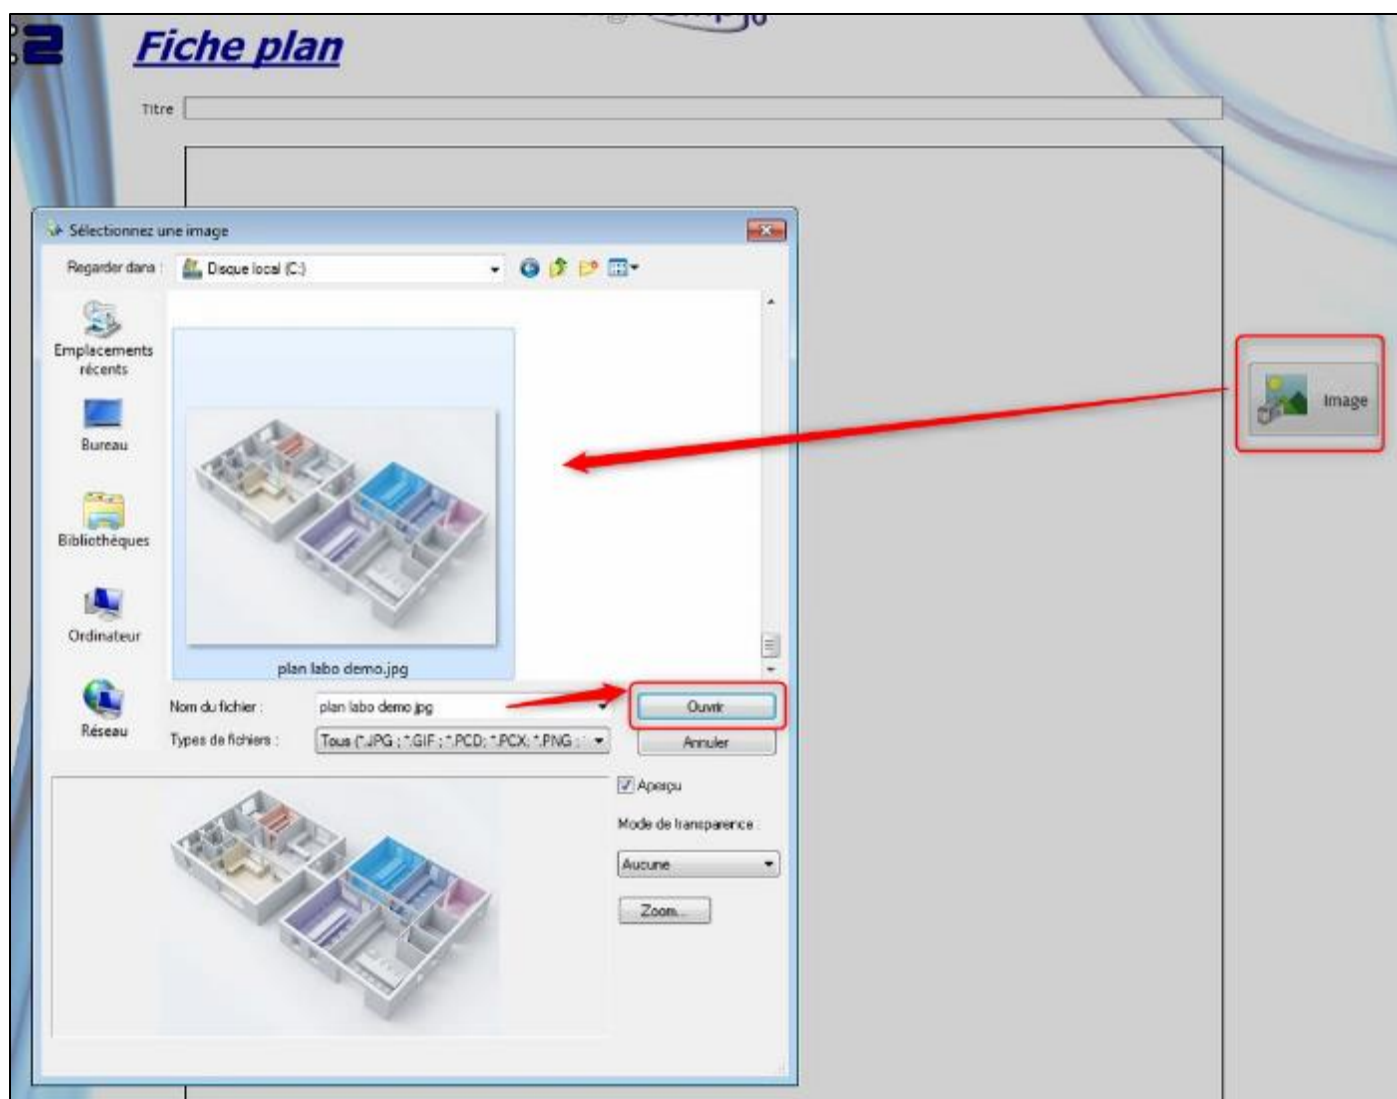 Fiche plan
Titre
Sélectionnez une image
Regarder dans :
Disque local (C:)
Emplacements
récents
Bureau
Bibliothèques
Ordinateur
Réseau
plan labo demo.jpg
Nom du fichier :
plan labo demo.jpg
Ouvrir
Types de fichiers :
Tous (*.JPG ; *.GIF ; *.PCD; *.PCX; *.PNG ;
Annuler
Aperçu
Mode de transparence :
Aucune
Zoom...
Image